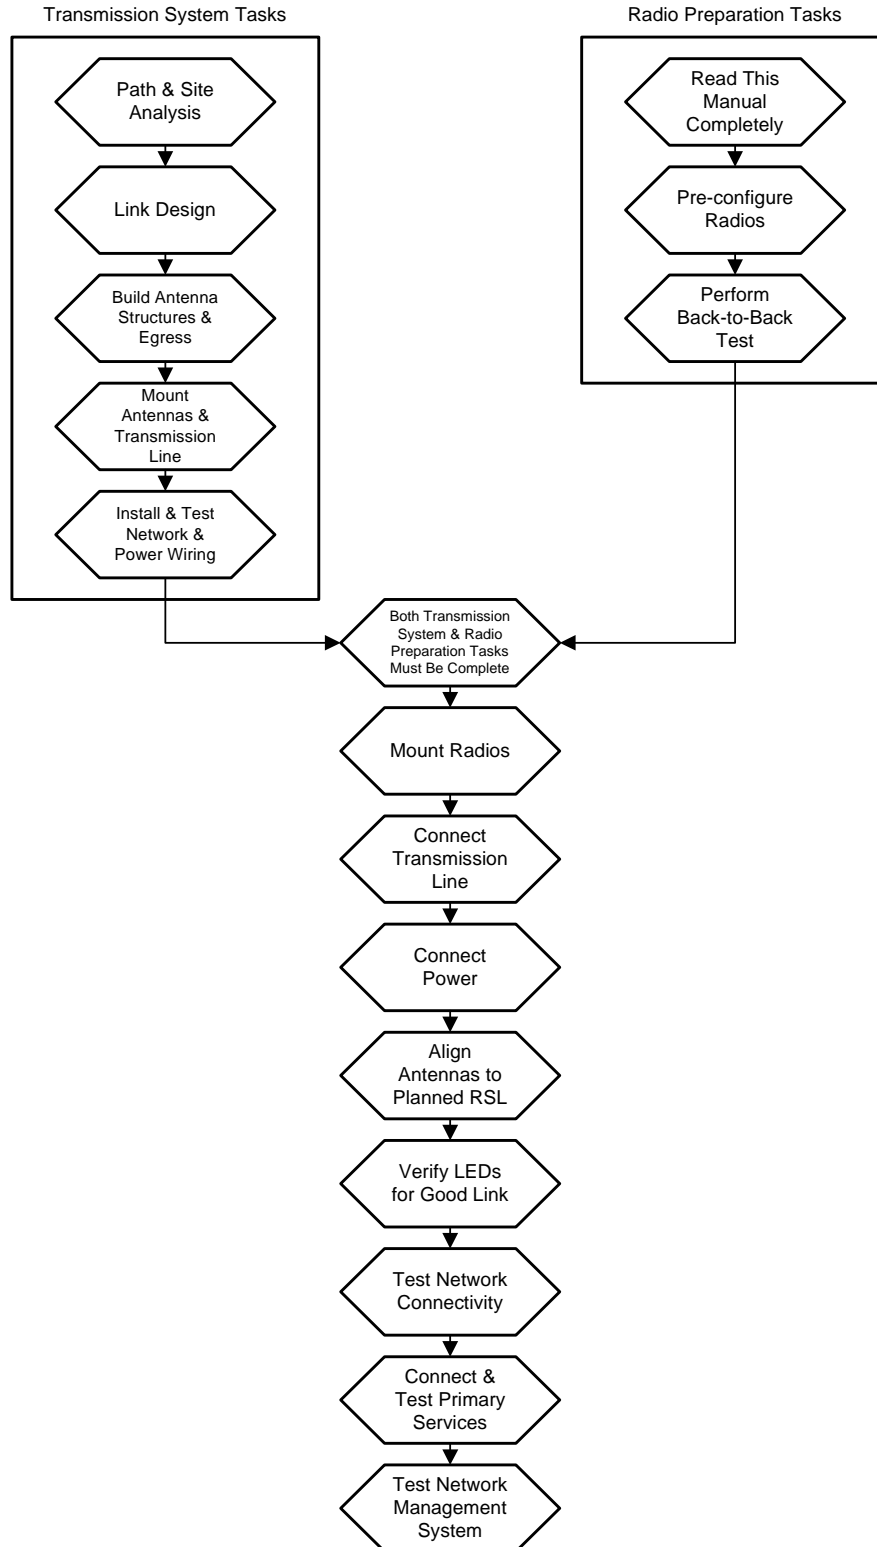 Transmission System Tasks
Radio Preparation Tasks
Path & Site
Analysis
Link Design
Build Antenna
Structures &
Egress
Mount
Antennas &
Transmission
Line
Install & Test
Network &
Power Wiring
Read This
Manual
Completely
Pre-configure
Radios
Perform
Back-to-Back
Test
Both Transmission
System & Radio
Preparation Tasks
Must Be Complete
Mount Radios
Connect
Transmission
Line
Connect
Power
Align
Antennas to
Planned RSL
Verify LEDs
for Good Link
Test Network
Connectivity
Connect &
Test Primary
Services
Test Network
Management
System